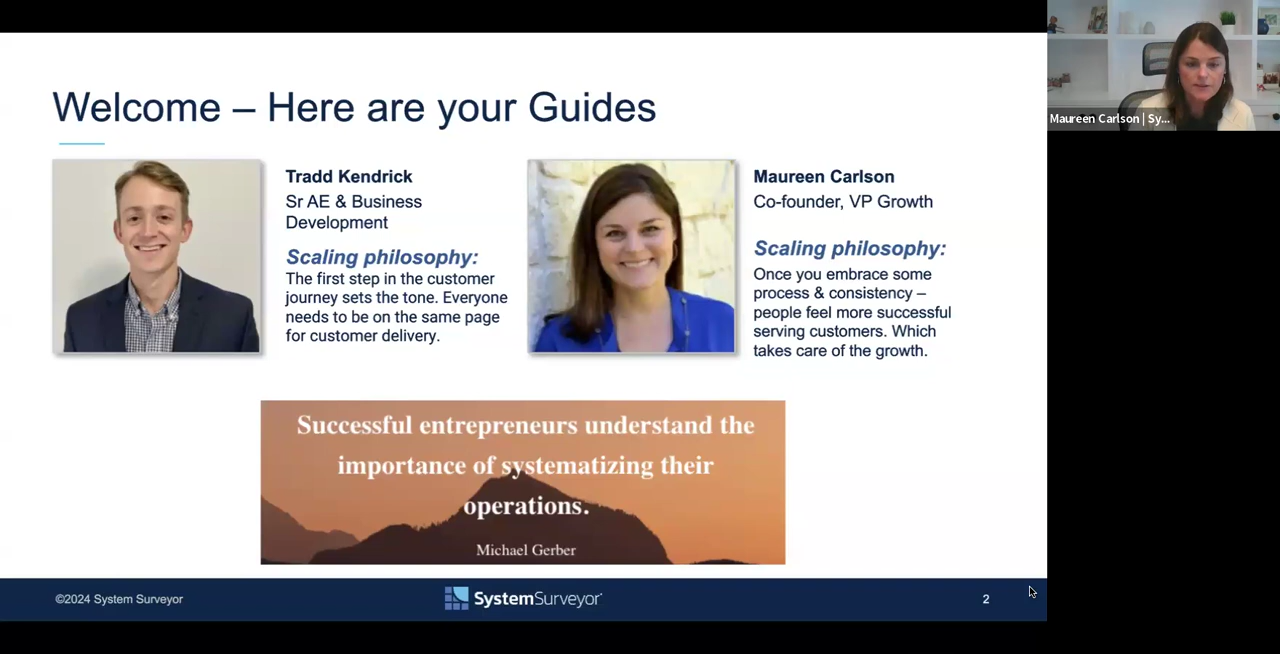 Welcome – Here are your Guides
Tradd Kendrick
Sr AE & Business
Development
Scaling philosophy:
The first step in the customer
journey sets the tone. Everyone
needs to be on the same page
for customer delivery.
Maureen Carlson
Co-founder, VP Growth
Scaling philosophy:
Once you embrace some
process & consistency –
people feel more successful
serving customers. Which
takes care of the growth.
Successful entrepreneurs understand the
importance of systematizing their
operations.
Michael Gerber
©2024 System Surveyor
SystemSurveyor
2
Maureen Carlson | Sy...